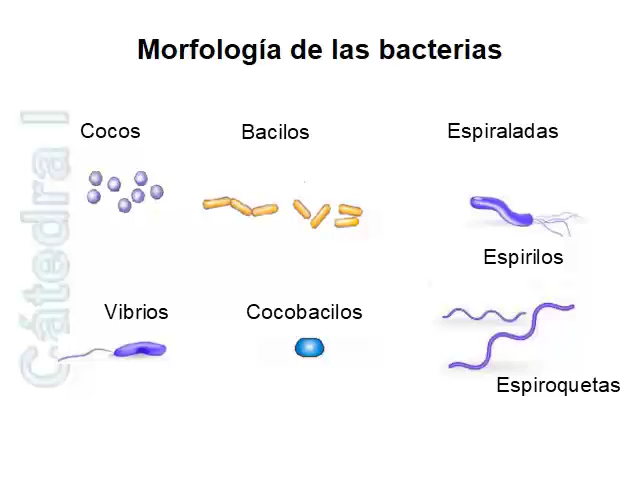 Morfología de las bacterias
Cátedra I
Cocos
Bacilos
Espiraladas
Espirilos
Vibrios
Cocobacilos
Espiroquetas